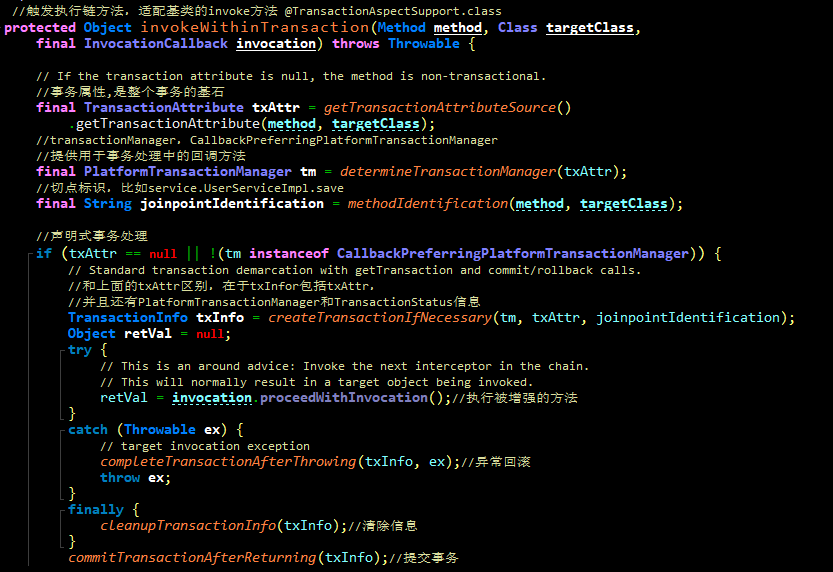 //触发执行链方法，适配基类的invoke方法 @TransactionAspectSupport.class
protected Object invokeWithinTransaction(Method method, Class targetClass,
final InvocationCallback invocation) throws Throwable {
// If the transaction attribute is null, the method is non-transactional.
//事务属性,是整个事务的基石
final TransactionAttribute txAttr = getTransactionAttributeSource()
.getTransactionAttribute(method, targetClass);
//transactionManager，CallbackPreferringPlatformTransactionManager
//提供用于事务处理中的回调方法
final PlatformTransactionManager tm = determineTransactionManager(txAttr);
//切点标识，比如service.UserServiceImpl.save
final String joinpointIdentification = methodIdentification(method, targetClass);
//声明式事务处理
if (txAttr == null || !(tm instanceof CallbackPreferringPlatformTransactionManager)) {
// Standard transaction demarcation with getTransaction and commit/rollback calls.
//和上面的txAttr区别，在于txInfor包括txAttr，
//并且还有PlatformTransactionManager和TransactionStatus信息
TransactionInfo txInfo = createTransactionIfNecessary(tm, txAttr, joinpointIdentification);
Object retVal = null;
try {
// This is an around advice: Invoke the next interceptor in the chain.
// This will normally result in a target object being invoked.
retVal = invocation.proceedWithInvocation();//执行被增强的方法
}
catch (Throwable ex) {
// target invocation exception
completeTransactionAfterThrowing(txInfo, ex);//异常回滚
throw ex;
}
finally {
cleanupTransactionInfo(txInfo);//清除信息
}
commitTransactionAfterReturning(txInfo);//提交事务